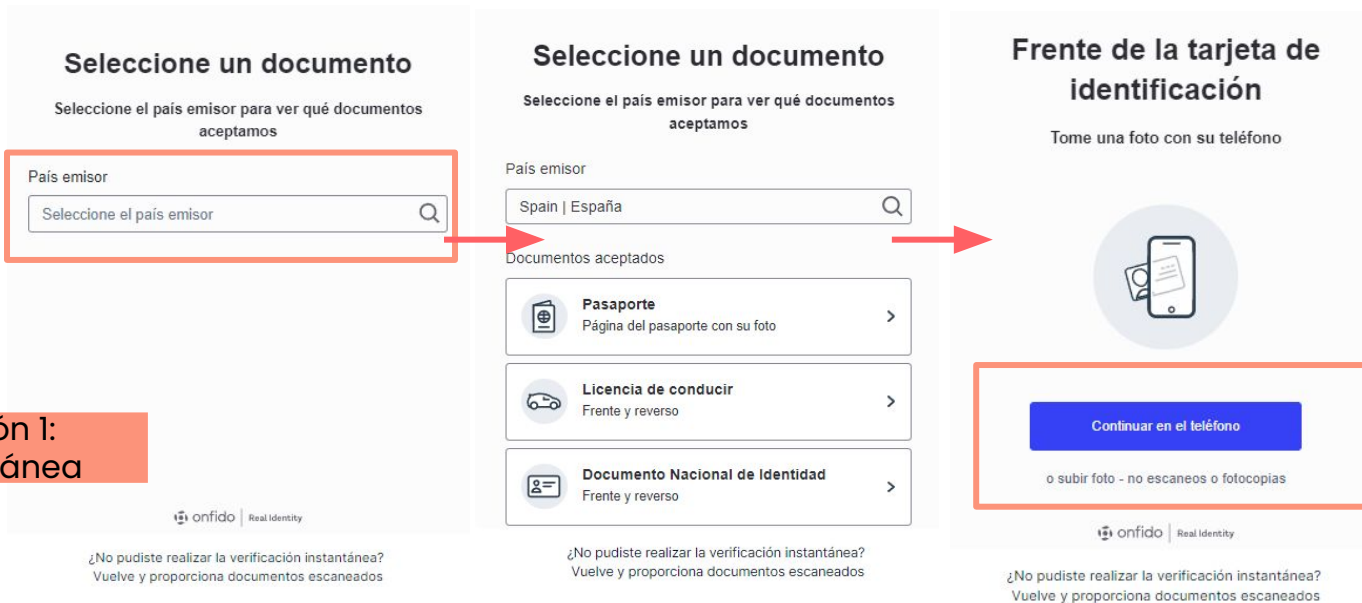 Seleccione un documento
Seleccione el país emisor para ver qué documentos
aceptamos
País emisor
Seleccione el país emisor
ón 1:
ánea
onfido | Real Identity
¿No pudiste realizar la verificación instantánea?
Vuelve y proporciona documentos escaneados
Seleccione un documento
Seleccione el país emisor para ver qué documentos
aceptamos
País emisor
Spain | España
Documentos aceptados
Pasaporte
Página del pasaporte con su foto
Licencia de conducir
Frente y reverso
Documento Nacional de Identidad
Frente y reverso
¿No pudiste realizar la verificación instantánea?
Vuelve y proporciona documentos escaneados
Frente de la tarjeta de
identificación
Tome una foto con su teléfono
Continuar en el teléfono
o subir foto - no escaneos o fotocopias
onfido | Real Identity
¿No pudiste realizar la verificación instantánea?
Vuelve y proporciona documentos escaneados